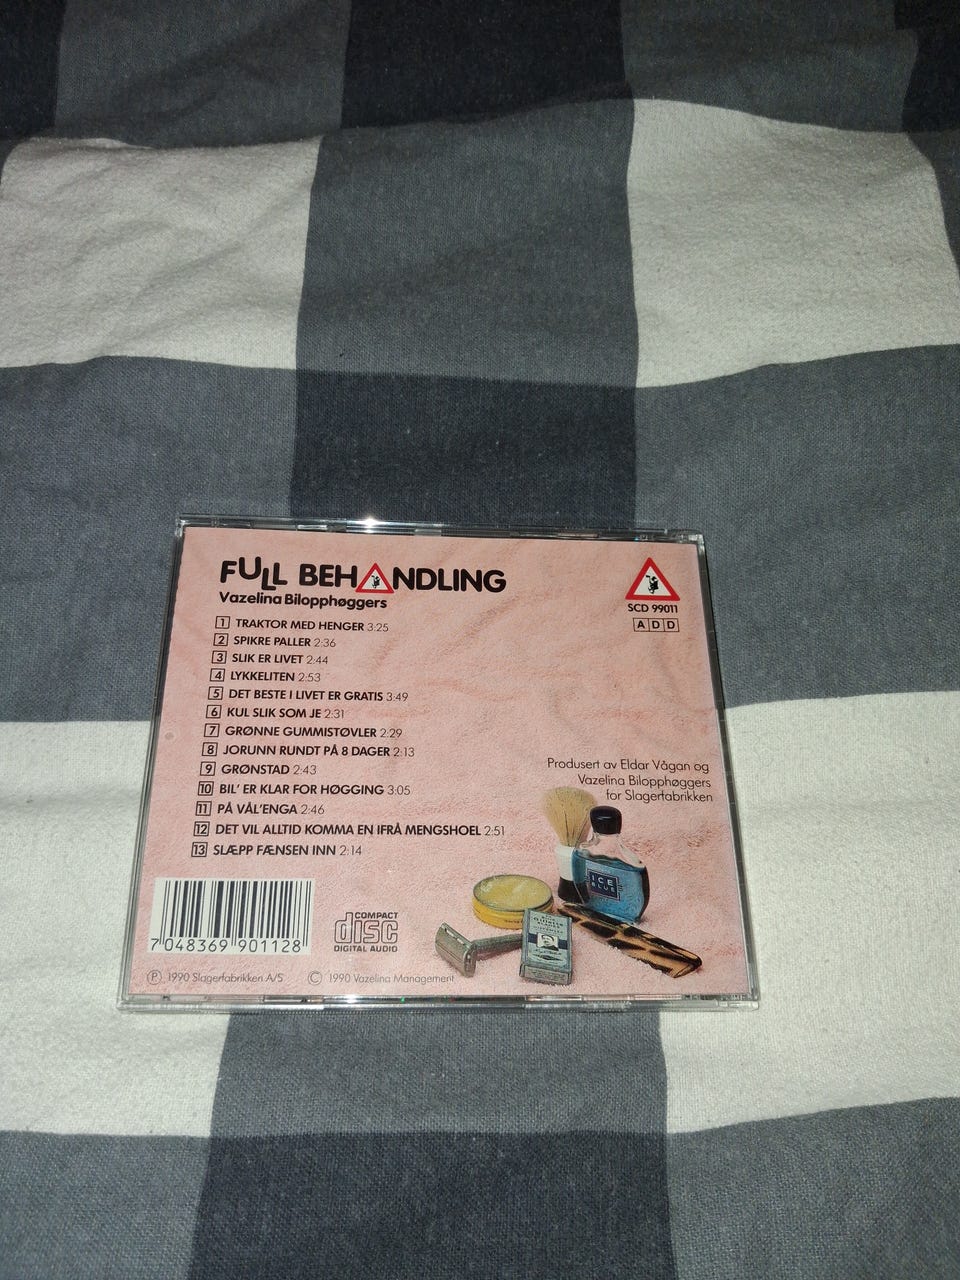 FULL BEHANDLING
Vazelina Bilopphøggers
SCD 99011
A D D
1 TRAKTOR MED HENGER 3:25
2 SPIKRE PALLER 2:36
3 SLIK ER LIVET 2:44
4 LYKKELITEN 2:53
5 DET BESTE I LIVET ER GRATIS 3:49
6 KUL SLIK SOM JE 2:31
7 GRØNNE GUMMISTØVLER 2:29
8 JORUNN RUNDT PÅ 8 DAGER 2:13
9 GRØNSTAD 2:43
10 BIL' ER KLAR FOR HØGGING 3:05
11 PÅ VÅL'ENGA 2:46
12 DET VIL ALLTID KOMMA EN IFRÅ MENGSHOEL 2:51
13 SLÆPP FÆNSEN INN 2:14
Produsert av Eldar Vågan og
Vazelina Bilopphøggers
for Slagerfabrikken
ICE
BLUE
Gillette
7 048369 901128
COMPACT
disc
DIGITAL AUDIO
Ⓟ 1990 Slagerfabrikken A/S © 1990 Vazelina Management